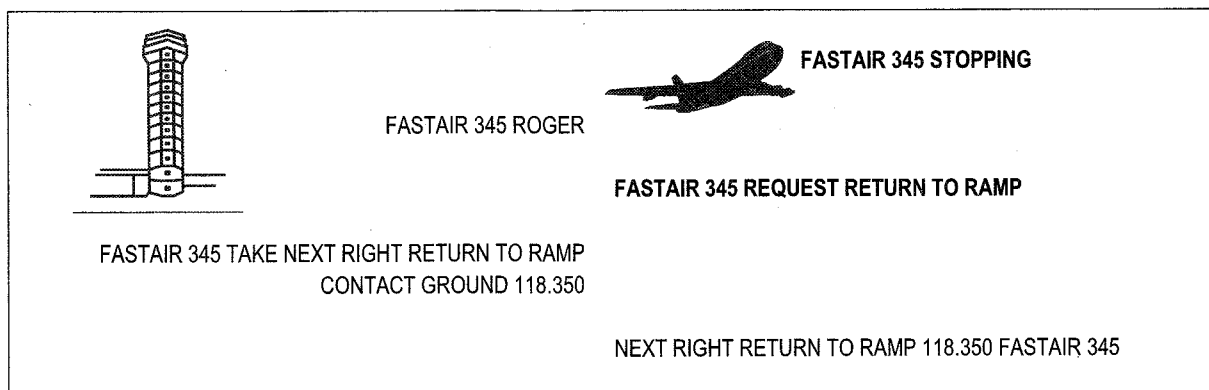 FASTAIR 345 STOPPING
FASTAIR 345 ROGER
FASTAIR 345 REQUEST RETURN TO RAMP
FASTAIR 345 TAKE NEXT RIGHT RETURN TO RAMP
CONTACT GROUND 118.350
NEXT RIGHT RETURN TO RAMP 118.350 FASTAIR 345